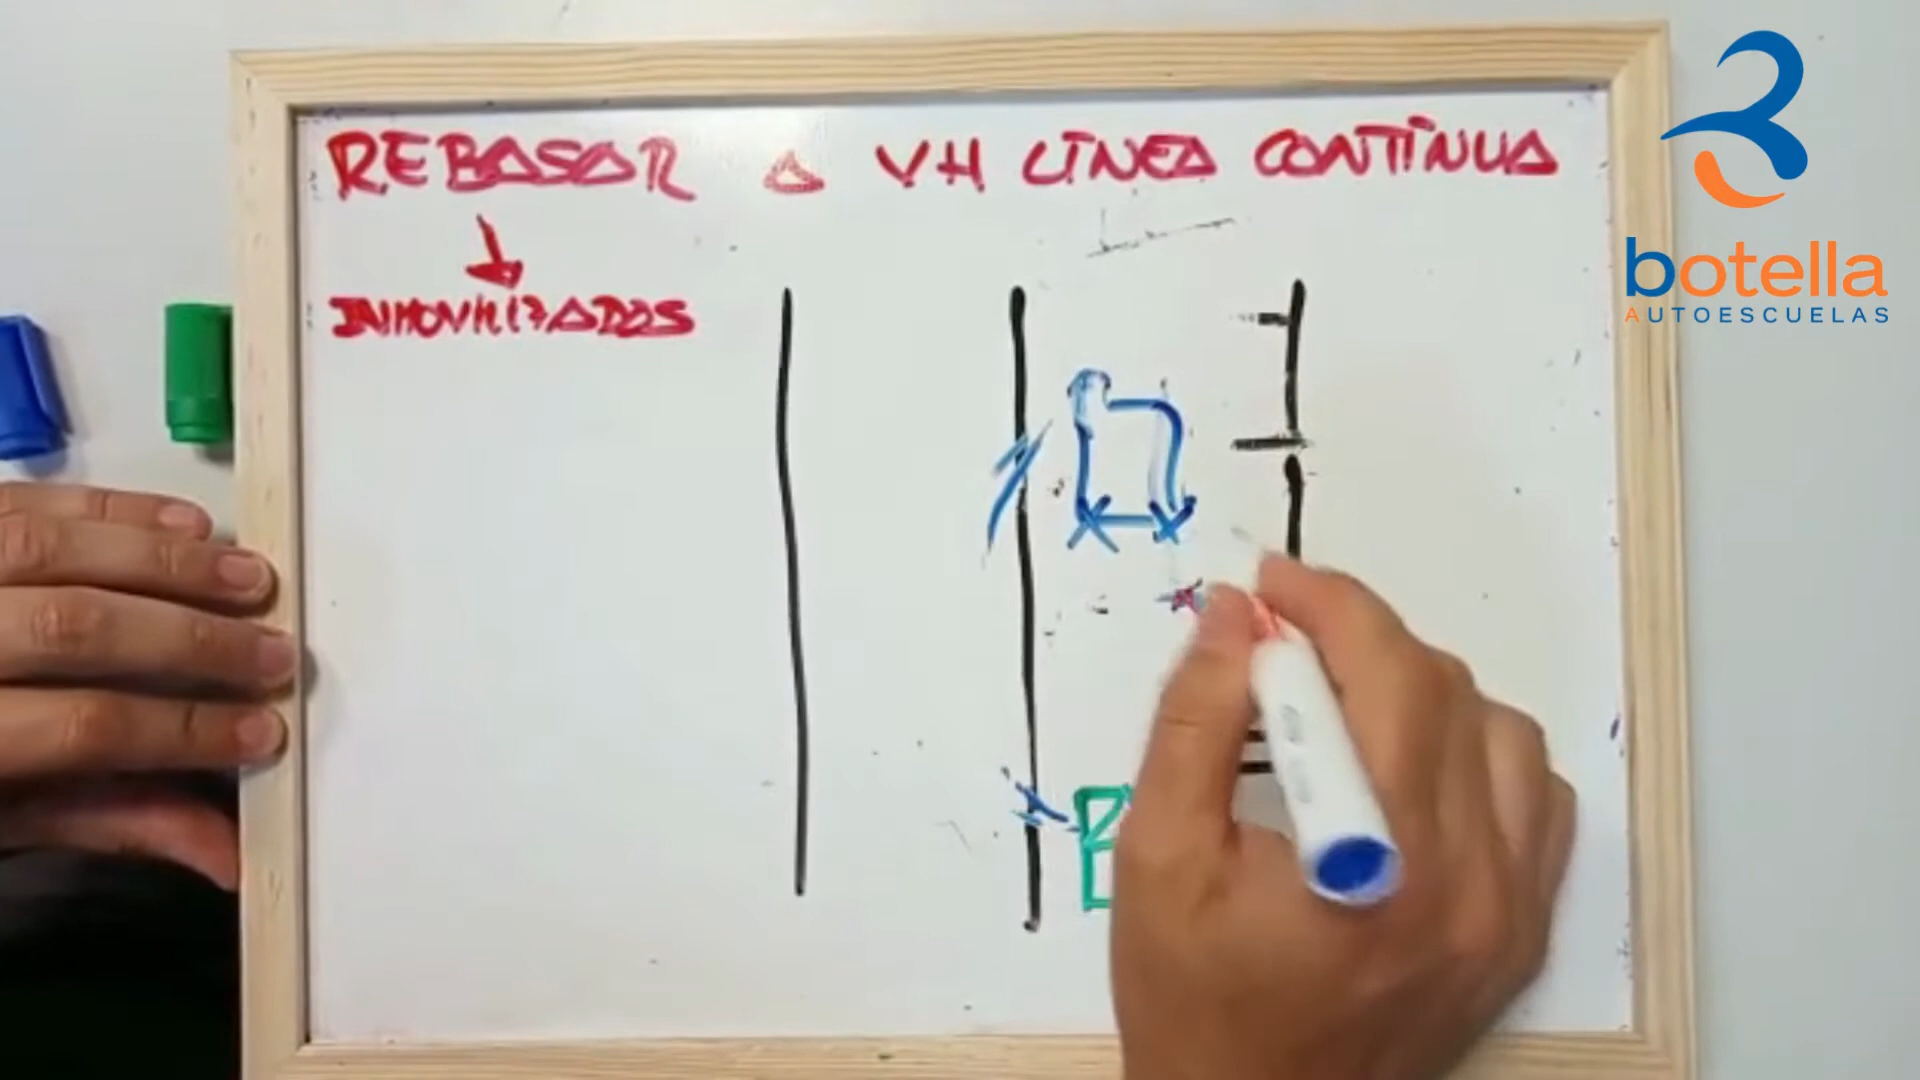 REBASAR A VH LINEA CONTINUA
INMOVILIZADOS
botella
AUTOESCUELAS